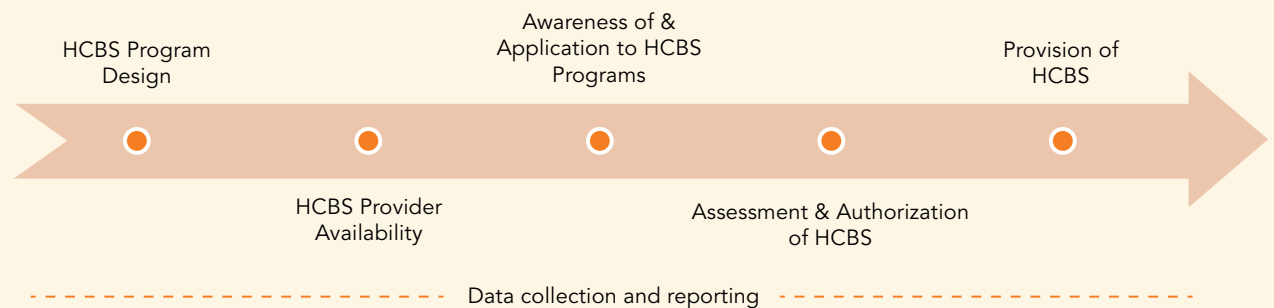 HCBS Program
Design
HCBS Provider
Availability
Awareness of &
Application to HCBS
Programs
Assessment & Authorization
of HCBS
Provision of
HCBS
Data collection and reporting